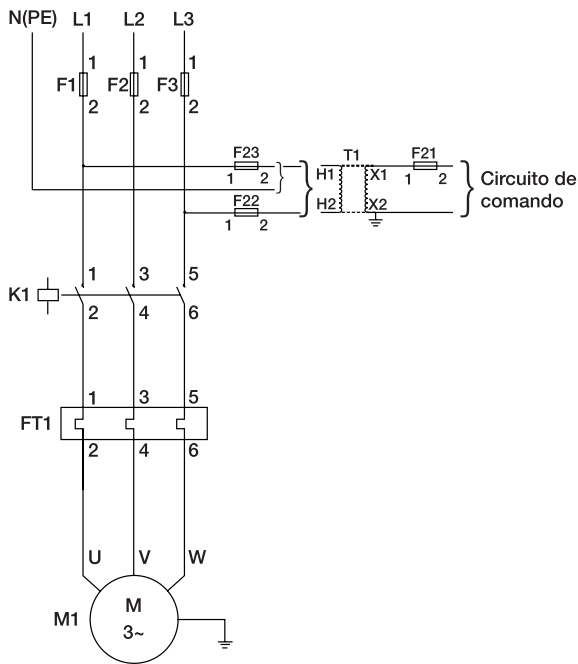 N(PE) L1 L2 L3
1 1 1
F1 F2 F3
2 2 2
F23
1 2
F22
1 2
T1
H1 X1
H2 X2
F21
1 2
Circuito de
comando
1 3 5
K1
2 4 6
1 3 5
FT1
2 4 6
U V W
M1
M
3~